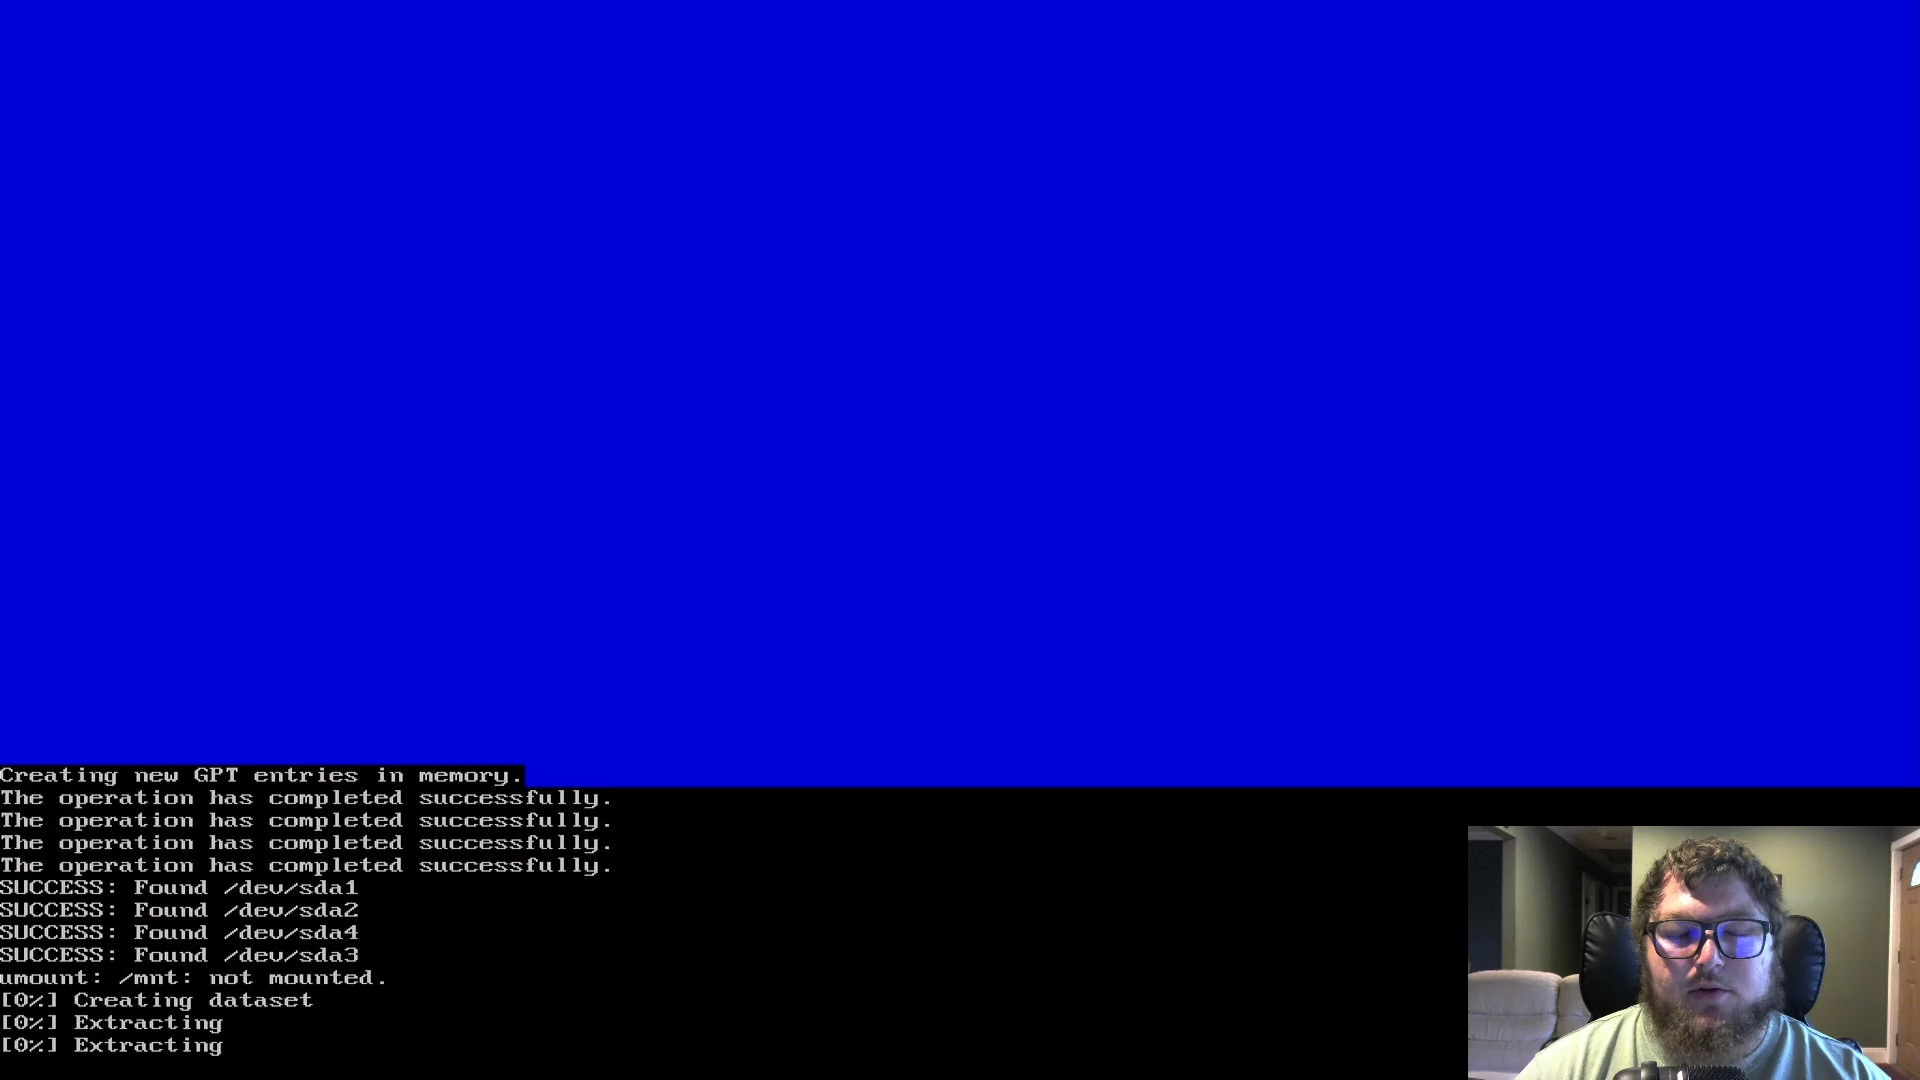 Creating new GPT entries in memory.
The operation has completed successfully.
The operation has completed successfully.
The operation has completed successfully.
The operation has completed successfully.
SUCCESS: Found /dev/sda1
SUCCESS: Found /dev/sda2
SUCCESS: Found /dev/sda4
SUCCESS: Found /dev/sda3
umount: /mnt: not mounted.
[0%] Creating dataset
[0%] Extracting
[0%] Extracting